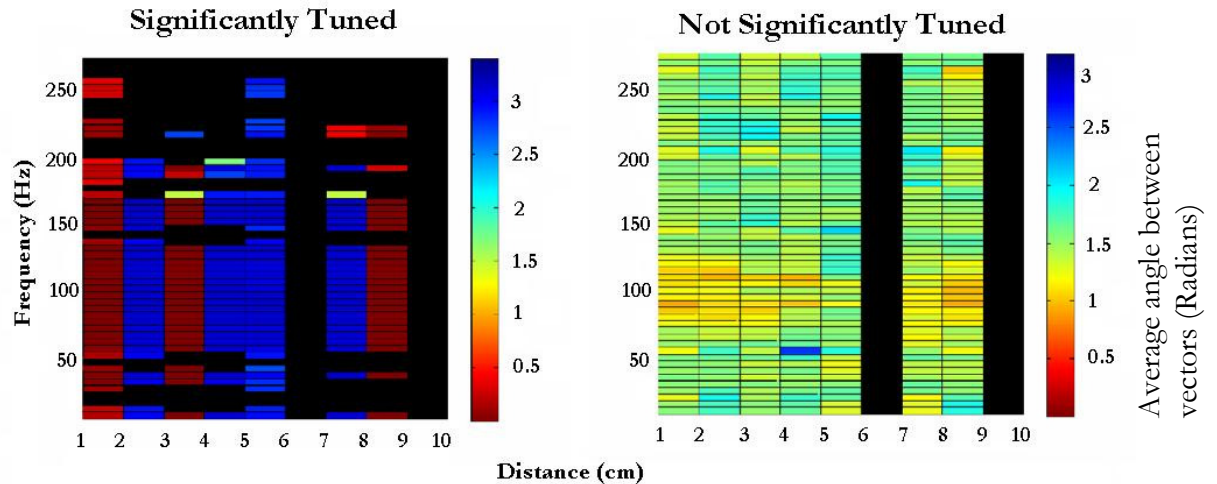 Significantly Tuned
Not Significantly Tuned
Frequency (Hz)
250
200
150
100
50
1 2 3 4 5 6 7 8 9 10
3
2.5
2
1.5
1
0.5
250
200
150
100
50
1 2 3 4 5 6 7 8 9 10
3
2.5
2
1.5
1
0.5
Average angle between
vectors (Radians)
Distance (cm)